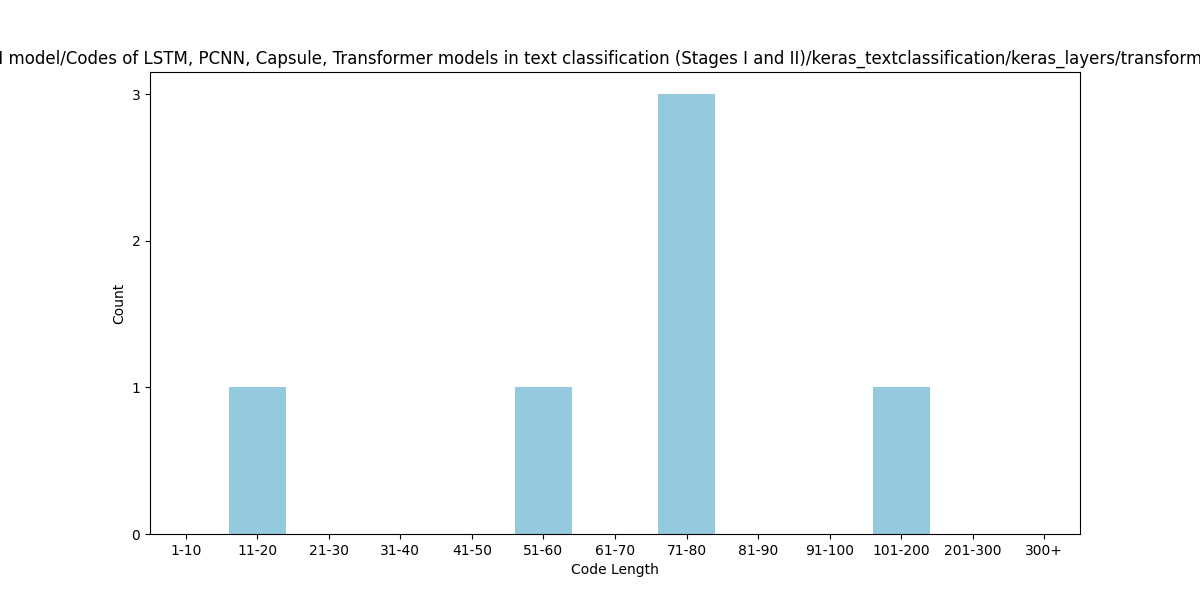 model/Codes of LSTM, PCNN, Capsule, Transformer models in text classification (Stages I and II)/keras_textclassification/keras_layers/transform
3
2
1
0
Count
1-10 11-20 21-30 31-40 41-50 51-60 61-70 71-80 81-90 91-100 101-200 201-300 300+
Code Length